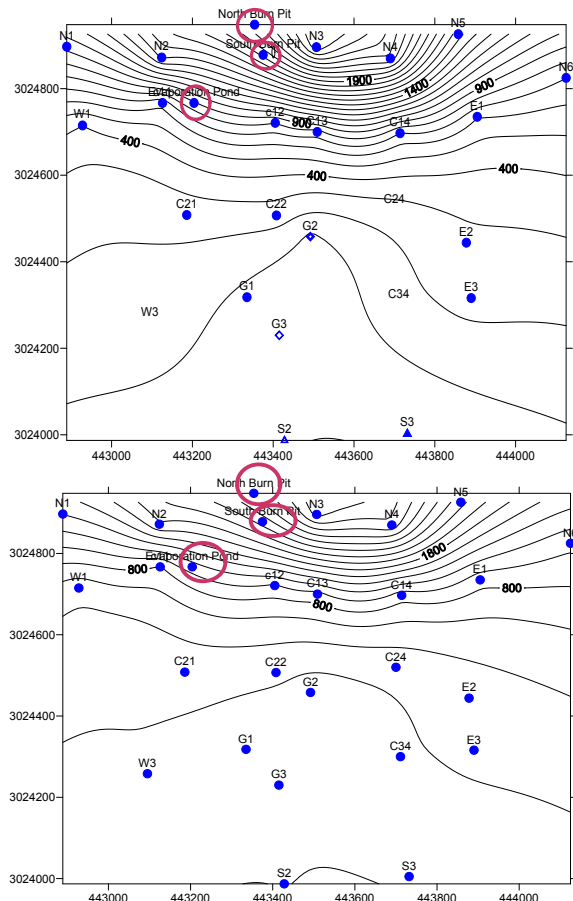 North Burn Pit
N1 N2 South Burn Pit N3 N4 N5 N6
3024800
Evaporation Pond
1900 1400 900
W1 c12 900 C13 C14 E1
400
3024600
400 400
C21 C22 C24
G2 E2
3024400
G1 C34 E3
W3
G3
3024200
S2 S3
3024000
443000 443200 443400 443600 443800 444000
North Burn Pit
N1 N2 South Burn Pit N3 N4 N5
1800
3024800
Evaporation Pond
800 W1 c12 C13 C14 E1 800
800
3024600
C21 C22 C24
G2 E2
3024400
G1 C34 E3
W3 G3
3024200
S2 S3
3024000
443000 443200 443400 443600 443800 444000